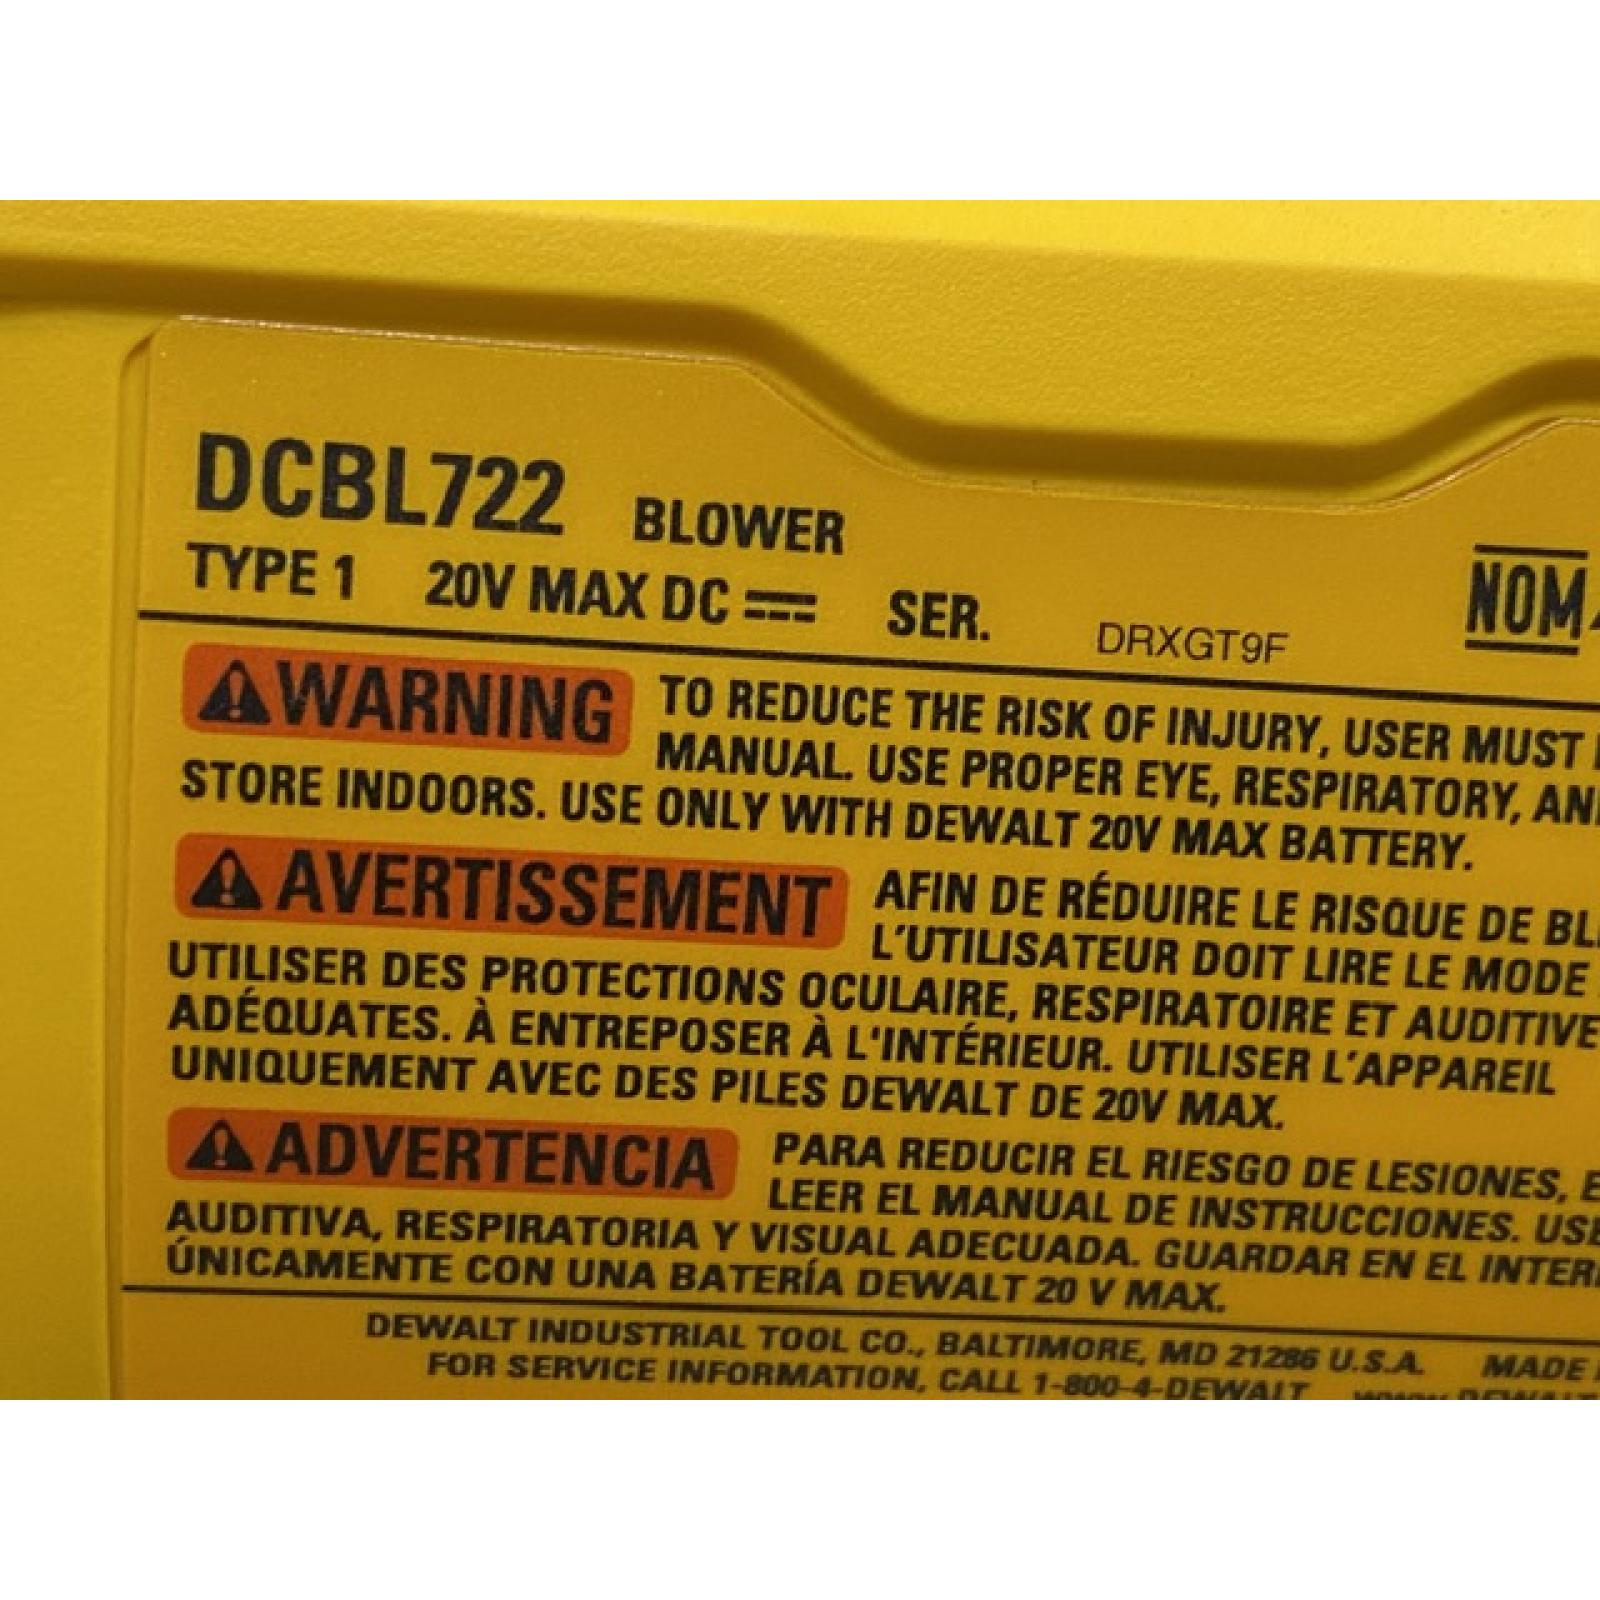 DCBL722 BLOWER
TYPE 1 20V MAX DC SER. DRXGT9F NOM
WARNING TO REDUCE THE RISK OF INJURY, USER MUST
MANUAL. USE PROPER EYE, RESPIRATORY,
STORE INDOORS. USE ONLY WITH DEWALT 20V MAX BATTERY.
AVERTISSEMENT AFIN DE RÉDUIRE LE RISQUE DE
L'UTILISATEUR DOIT LIRE LE MODE
UTILISER DES PROTECTIONS OCULAIRE, RESPIRATOIRE ET AUDITIVE
ADÉQUATES. À ENTREPOSER À L'INTÉRIEUR. UTILISER L'APPAREIL
UNIQUEMENT AVEC DES PILES DEWALT DE 20V MAX.
ADVERTENCIA PARA REDUCIR EL RIESGO DE LESIONES,
LEER EL MANUAL DE INSTRUCCIONES. USE
AUDITIVA, RESPIRATORIA Y VISUAL ADECUADA. GUARDAR EN EL
ÚNICAMENTE CON UNA BATERÍA DEWALT 20 V MAX.
DEWALT INDUSTRIAL TOOL CO., BALTIMORE, MD 21286 U.S.A. MADE
FOR SERVICE INFORMATION, CALL 1-800-4-DEWALT